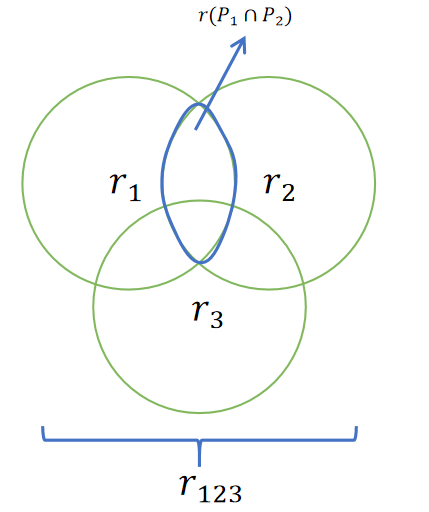 r(P₁ ∩ P₂)
r₁ r₂
r₃
r₁₂₃